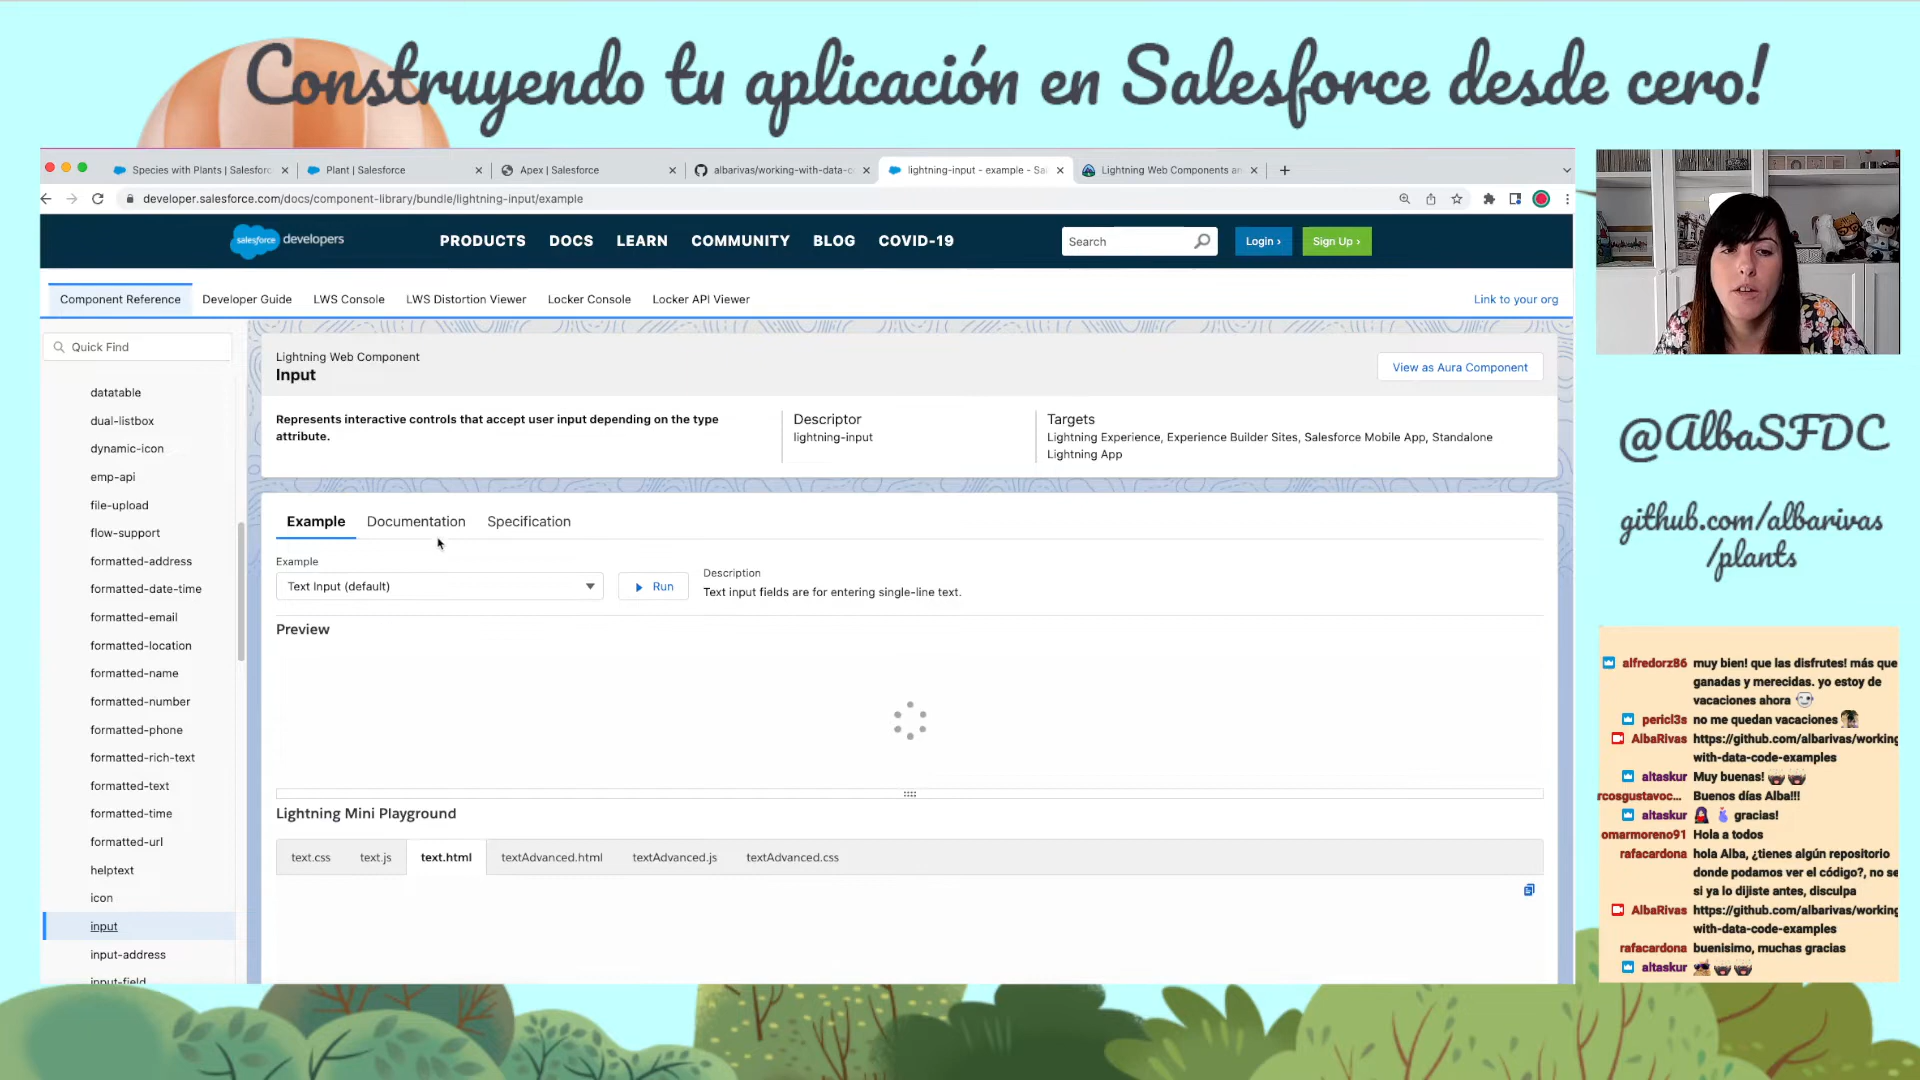 Construyendo tu aplicación en Salesforce desde cero!
Species with Plants | Salesforc
Plant | Salesforce
Apex | Salesforce
albarivas/working-with-data-c
lightning-input - example - Sa
Lightning Web Components an
developer.salesforce.com/docs/component-library/bundle/lightning-input/example
salesforce developers
PRODUCTS DOCS LEARN COMMUNITY BLOG COVID-19
Search
Login ›
Sign Up ›
Component Reference
Developer Guide
LWS Console
LWS Distortion Viewer
Locker Console
Locker API Viewer
Link to your org
Quick Find
datatable
dual-listbox
dynamic-icon
emp-api
file-upload
flow-support
formatted-address
formatted-date-time
formatted-email
formatted-location
formatted-name
formatted-number
formatted-phone
formatted-rich-text
formatted-text
formatted-time
formatted-url
helptext
icon
input
input-address
input-field
Lightning Web Component
Input
View as Aura Component
Represents interactive controls that accept user input depending on the type
attribute.
Descriptor
lightning-input
Targets
Lightning Experience, Experience Builder Sites, Salesforce Mobile App, Standalone
Lightning App
Example Documentation Specification
Example
Text Input (default)
Run
Description
Text input fields are for entering single-line text.
Preview
Lightning Mini Playground
text.css text.js text.html textAdvanced.html textAdvanced.js textAdvanced.css
@AlbaSFDC
github.com/albarivas
/plants
alfredorz86 muy bien! que las disfrutes! más que
ganadas y merecidas. yo estoy de
vacaciones ahora
pericl3s no me quedan vacaciones
AlbaRivas https://github.com/albarivas/working
with-data-code-examples
altaskur Muy buenas!
rcosgustavoc... Buenos días Alba!!!
altaskur gracias!
omarmoreno91 Hola a todos
rafacardona hola Alba, ¿tienes algún repositorio
donde podamos ver el código?, no se
si ya lo dijiste antes, disculpa
AlbaRivas https://github.com/albarivas/working
with-data-code-examples
rafacardona buenisimo, muchas gracias
altaskur